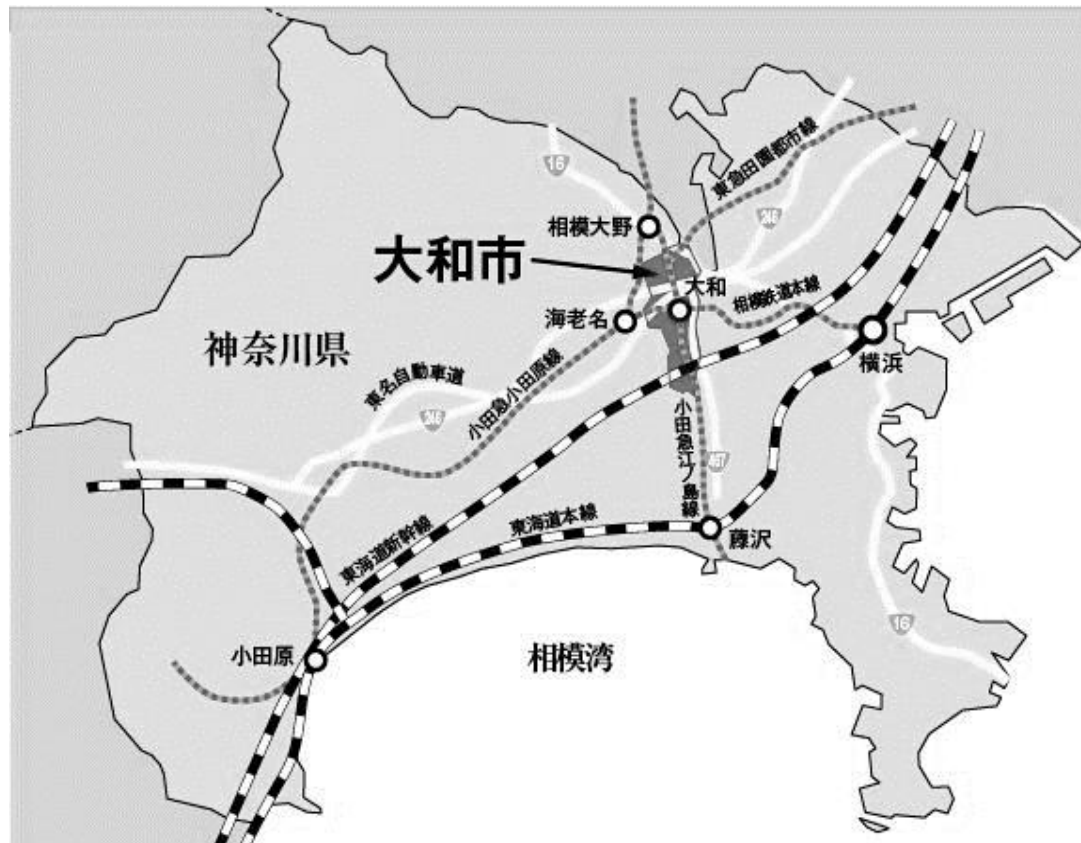 16
東急田園都市線
246
相模大野
大和市
大和
相模鉄道本線
海老名
神奈川県
横浜
東名自動車道
小田急小田原線
246
小田急江ノ島線
467
東海道新幹線
東海道本線
藤沢
16
小田原
相模湾